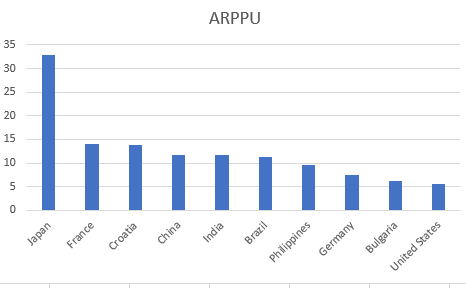 ARPPU
35
30
25
20
15
10
5
0
Japan
France
Croatia
China
India
Brazil
Philippines
Germany
Bulgaria
United States